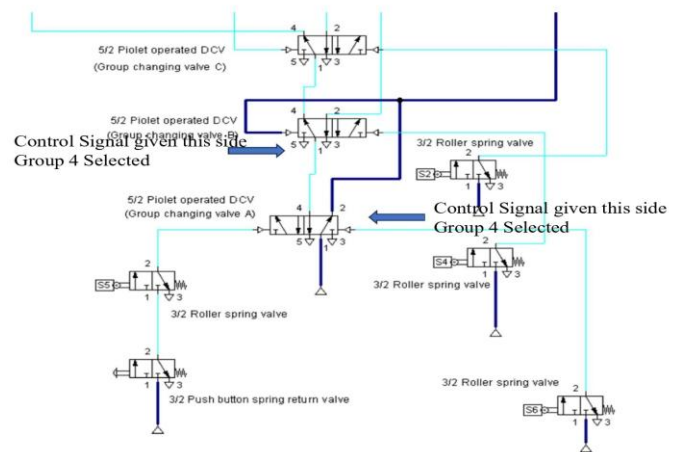 4 2
5/2 Piolet operated DCV
(Group changing valve C)
5 1 3
4 2
5/2 Piolet operated DCV
(Group changing valve B)
5 1 3
Control Signal given this side
Group 4 Selected
3/2 Roller spring valve
2
S2
1 3
5/2 Piolet operated DCV
(Group changing valve A)
4 2
5 1 3
Control Signal given this side
Group 4 Selected
2
S4
1 3
3/2 Roller spring valve
2
S5
1 3
3/2 Roller spring valve
2
1 3
3/2 Push button spring return valve
3/2 Roller spring valve
2
S6
1 3